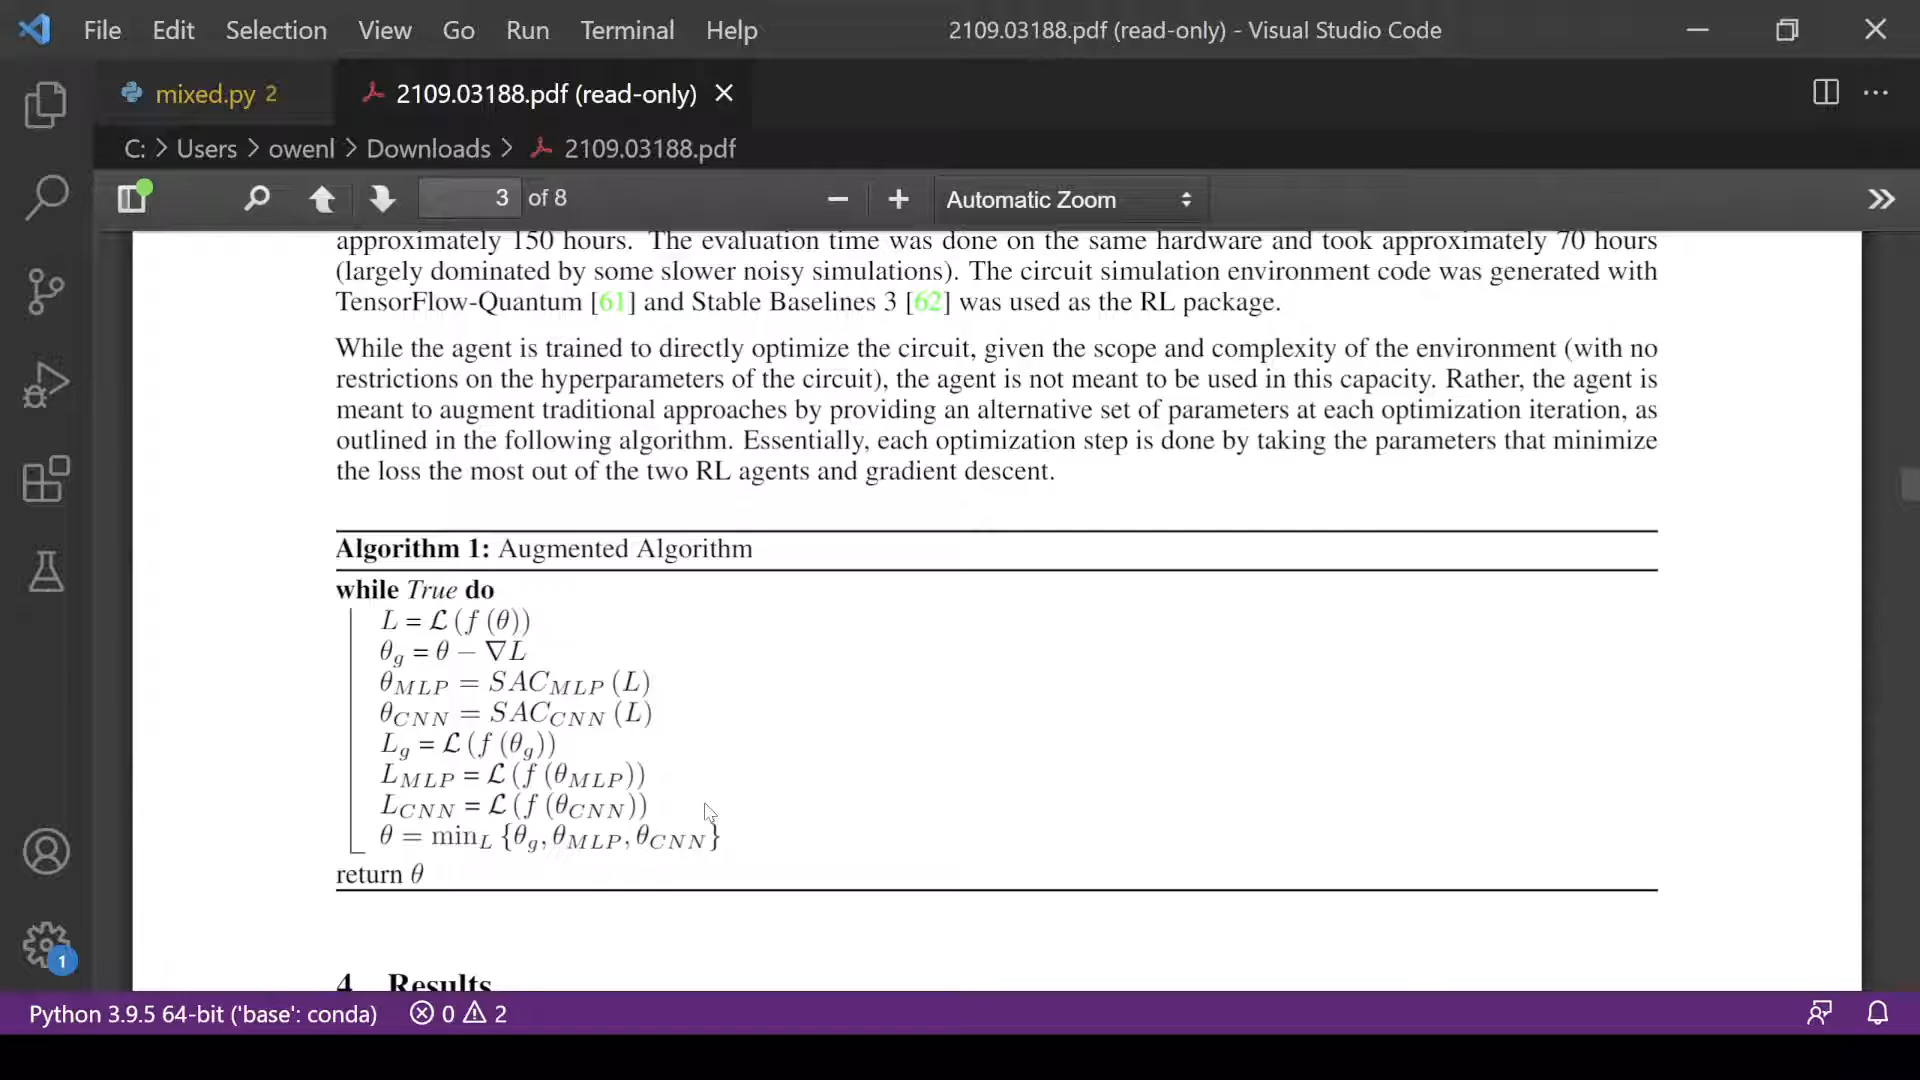 File Edit Selection View Go Run Terminal Help 2109.03188.pdf (read-only) - Visual Studio Code
mixed.py 2 2109.03188.pdf (read-only)
C: > Users > owenl > Downloads > 2109.03188.pdf
3 of 8 Automatic Zoom
approximately 150 hours. The evaluation time was done on the same hardware and took approximately 70 hours
(largely dominated by some slower noisy simulations). The circuit simulation environment code was generated with
TensorFlow-Quantum [61] and Stable Baselines 3 [62] was used as the RL package.
While the agent is trained to directly optimize the circuit, given the scope and complexity of the environment (with no
restrictions on the hyperparameters of the circuit), the agent is not meant to be used in this capacity. Rather, the agent is
meant to augment traditional approaches by providing an alternative set of parameters at each optimization iteration, as
outlined in the following algorithm. Essentially, each optimization step is done by taking the parameters that minimize
the loss the most out of the two RL agents and gradient descent.
Algorithm 1: Augmented Algorithm
while True do
L = ℒ (f (θ))
θ_g = θ − ∇L
θ_MLP = SAC_MLP (L)
θ_CNN = SAC_CNN (L)
L_g = ℒ (f (θ_g))
L_MLP = ℒ (f (θ_MLP))
L_CNN = ℒ (f (θ_CNN))
θ = min_L {θ_g, θ_MLP, θ_CNN}
return θ
4 Results
1
Python 3.9.5 64-bit ('base': conda) 0 2